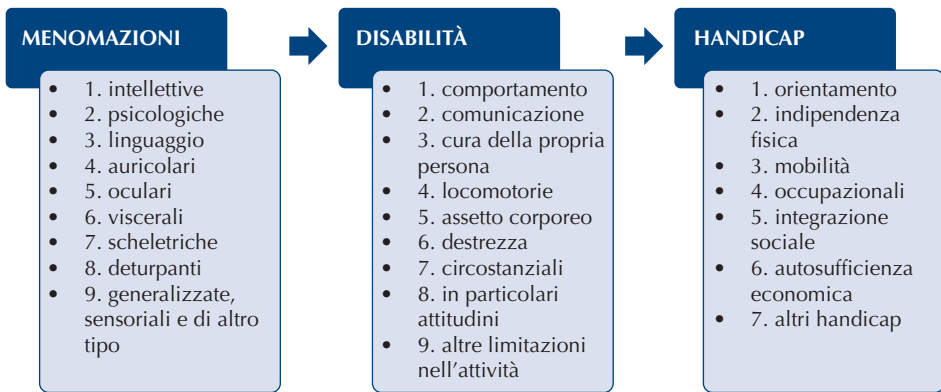 MENOMAZIONI
• 1. intellettive
• 2. psicologiche
• 3. linguaggio
• 4. auricolari
• 5. oculari
• 6. viscerali
• 7. scheletriche
• 8. deturpanti
• 9. generalizzate,
sensoriali e di altro
tipo
DISABILITÀ
• 1. comportamento
• 2. comunicazione
• 3. cura della propria
persona
• 4. locomotorie
• 5. assetto corporeo
• 6. destrezza
• 7. circostanziali
• 8. in particolari
attitudini
• 9. altre limitazioni
nell'attività
HANDICAP
• 1. orientamento
• 2. indipendenza
fisica
• 3. mobilità
• 4. occupazionali
• 5. integrazione
sociale
• 6. autosufficienza
economica
• 7. altri handicap